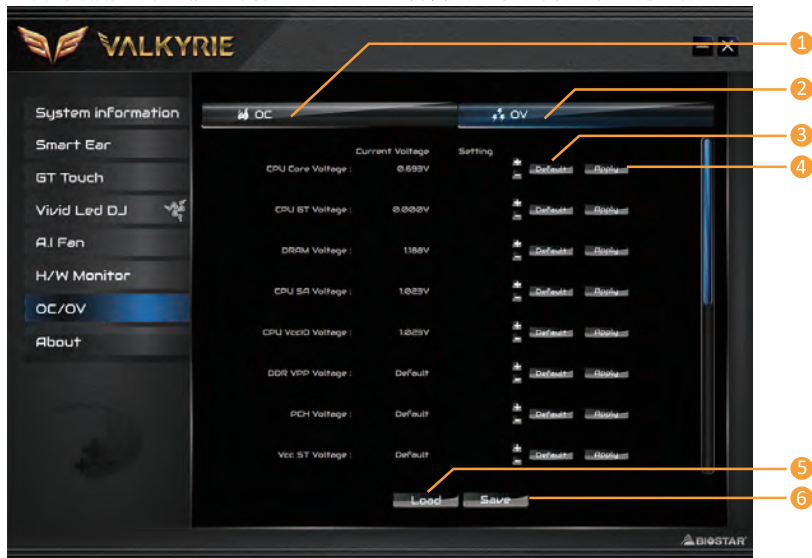 VALKYRIE
1
2
System information
OC
OV
3
Smart Ear
Current Voltage Setting
4
CPU Core Voltage : 0.693V + - Default Apply
GT Touch
Vivid Led DJ
CPU GT Voltage : 0.000V + - Default Apply
A.I Fan
DRAM Voltage : 1.188V + - Default Apply
H/W Monitor
CPU SA Voltage : 1.023V + - Default Apply
OC/OV
CPU VccIO Voltage : 1.023V + - Default Apply
About
DDR VPP Voltage : Default + - Default Apply
PCH Voltage : Default + - Default Apply
Vcc ST Voltage : Default + - Default Apply
5
Load Save
6
BIOSTAR